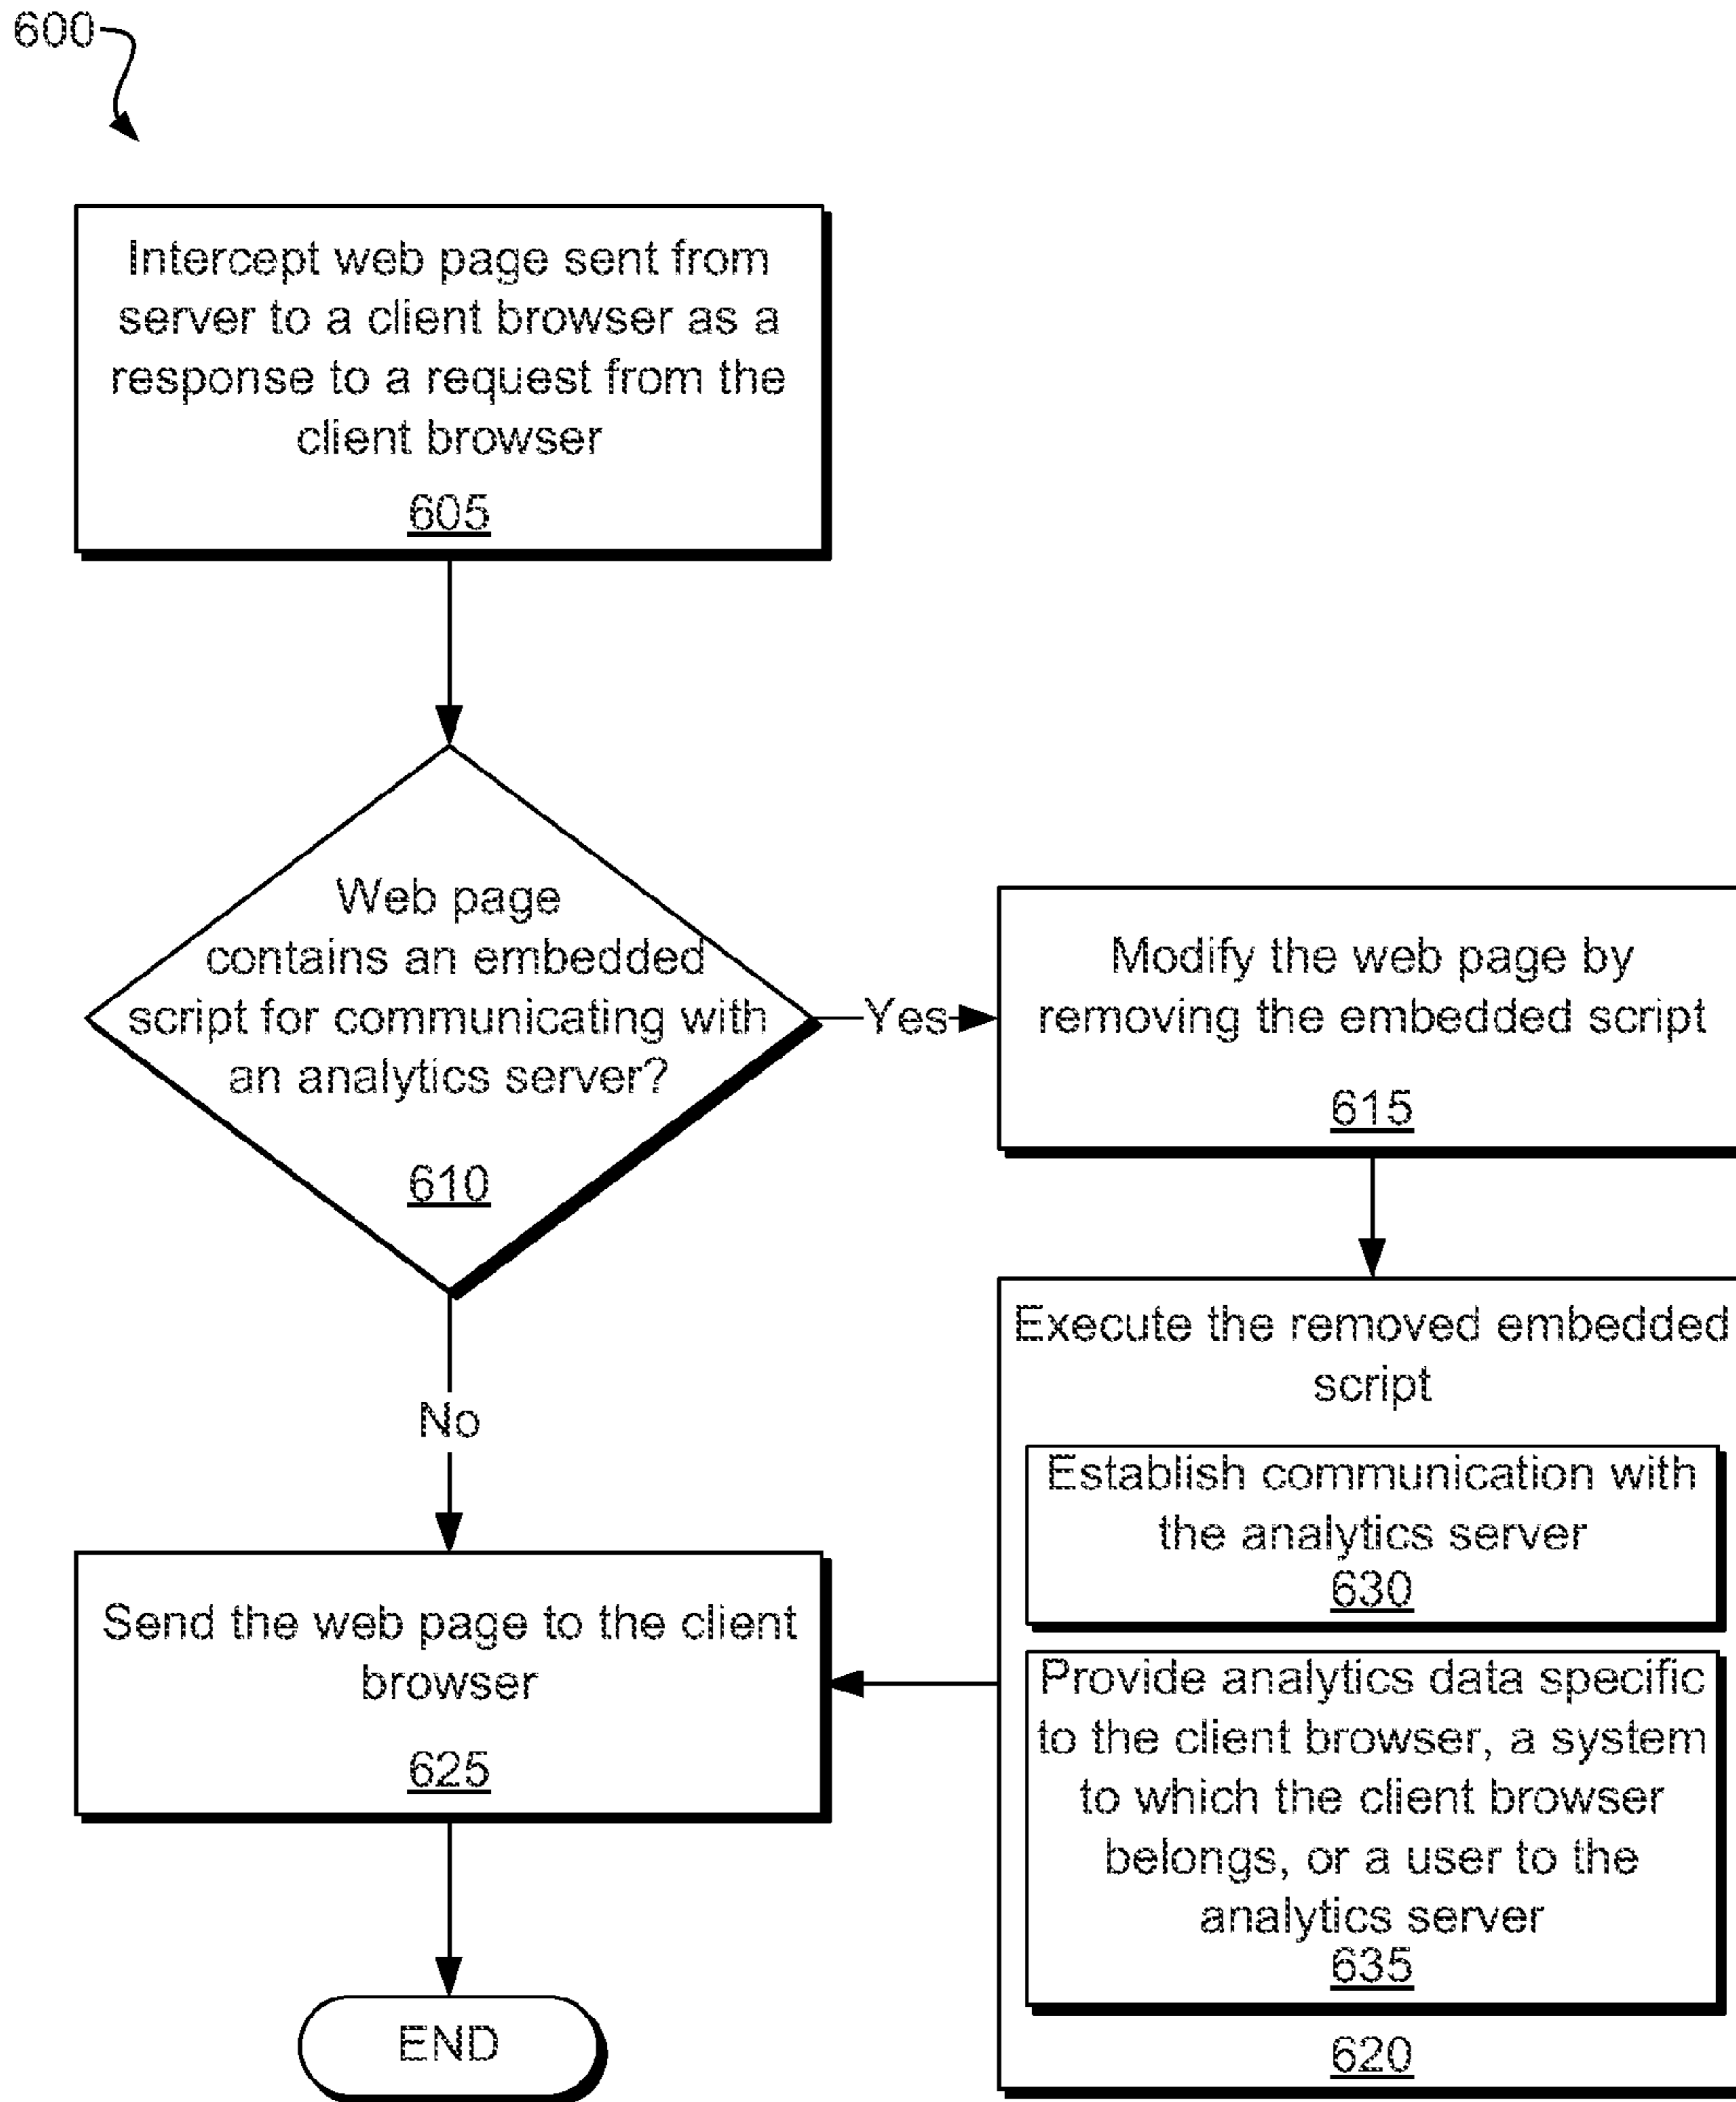 600
Intercept web page sent from
server to a client browser as a
response to a request from the
client browser
605
Web page
contains an embedded
script for communicating with
an analytics server?
610
Yes
Modify the web page by
removing the embedded script
615
Execute the removed embedded
script
Establish communication with
the analytics server
630
Provide analytics data specific
to the client browser, a system
to which the client browser
belongs, or a user to the
analytics server
635
620
No
Send the web page to the client
browser
625
END